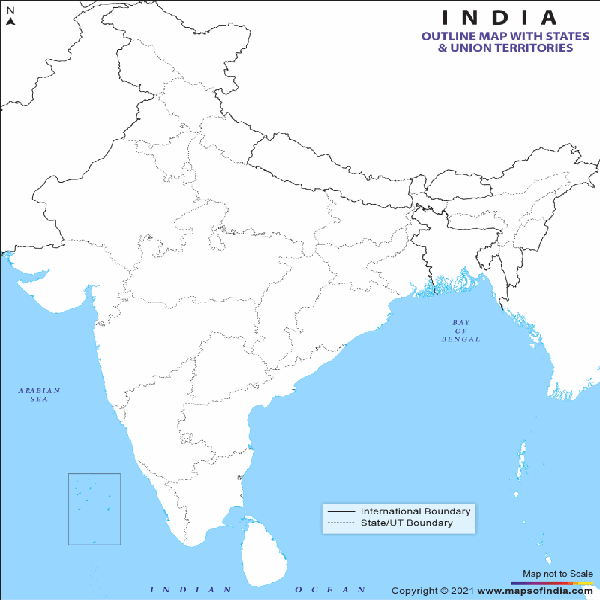 N
INDIA
OUTLINE MAP WITH STATES
& UNION TERRITORIES
BAY
OF
BENGAL
ARABIAN
SEA
International Boundary
State/UT Boundary
Map not to Scale
INDIAN OCEAN
Copyright © 2021 www.mapsofindia.com